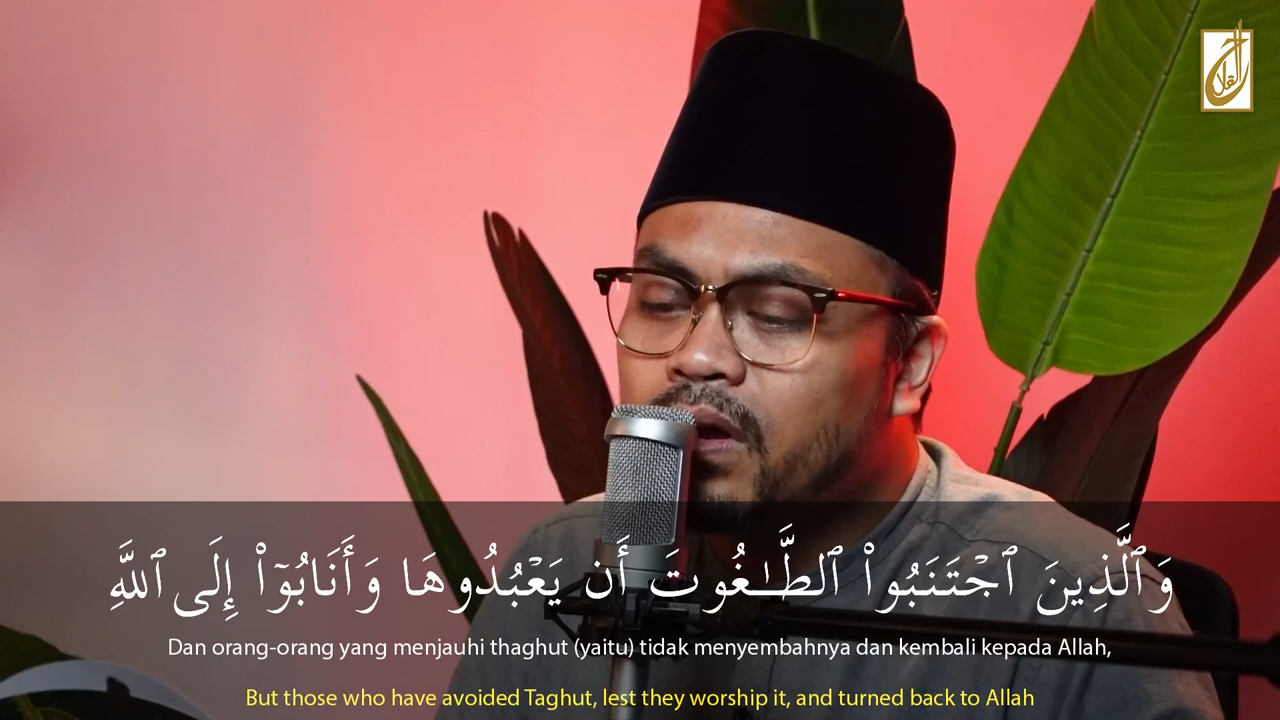 وَٱلَّذِينَ ٱجْتَنَبُوا۟ ٱلطَّـٰغُوتَ أَن يَعْبُدُوهَا وَأَنَابُوٓا۟ إِلَى ٱللَّهِ
Dan orang-orang yang menjauhi thaghut (yaitu) tidak menyembahnya dan kembali kepada Allah,
But those who have avoided Taghut, lest they worship it, and turned back to Allah